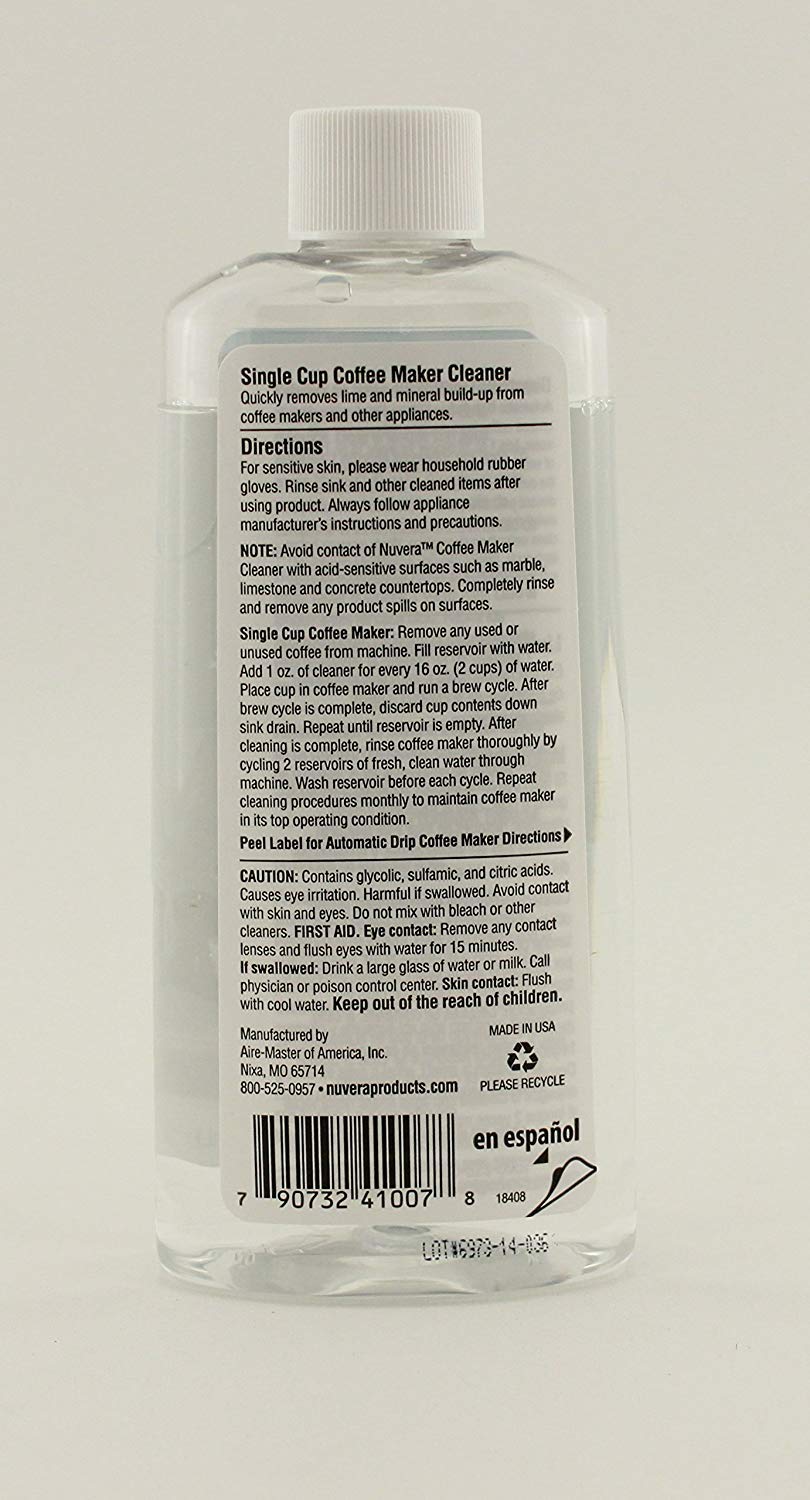 Single Cup Coffee Maker Cleaner
Quickly removes lime and mineral build-up from
coffee makers and other appliances.
Directions
For sensitive skin, please wear household rubber
gloves. Rinse sink and other cleaned items after
using product. Always follow appliance
manufacturer's instructions and precautions.
NOTE: Avoid contact of Nuvera™ Coffee Maker
Cleaner with acid-sensitive surfaces such as marble,
limestone and concrete countertops. Completely rinse
and remove any product spills on surfaces.
Single Cup Coffee Maker: Remove any used or
unused coffee from machine. Fill reservoir with water.
Add 1 oz. of cleaner for every 16 oz. (2 cups) of water.
Place cup in coffee maker and run a brew cycle. After
brew cycle is complete, discard cup contents down
sink drain. Repeat until reservoir is empty. After
cleaning is complete, rinse coffee maker thoroughly by
cycling 2 reservoirs of fresh, clean water through
machine. Wash reservoir before each cycle. Repeat
cleaning procedures monthly to maintain coffee maker
in its top operating condition.
Peel Label for Automatic Drip Coffee Maker Directions
CAUTION: Contains glycolic, sulfamic, and citric acids.
Causes eye irritation. Harmful if swallowed. Avoid contact
with skin and eyes. Do not mix with bleach or other
cleaners. FIRST AID. Eye contact: Remove any contact
lenses and flush eyes with water for 15 minutes.
If swallowed: Drink a large glass of water or milk. Call
physician or poison control center. Skin contact: Flush
with cool water. Keep out of the reach of children.
Manufactured by
Aire-Master of America, Inc.
Nixa, MO 65714
800-525-0957 • nuveraproducts.com
MADE IN USA
PLEASE RECYCLE
en español
7 90732 41007 8
18408
LOT#6973-14-036